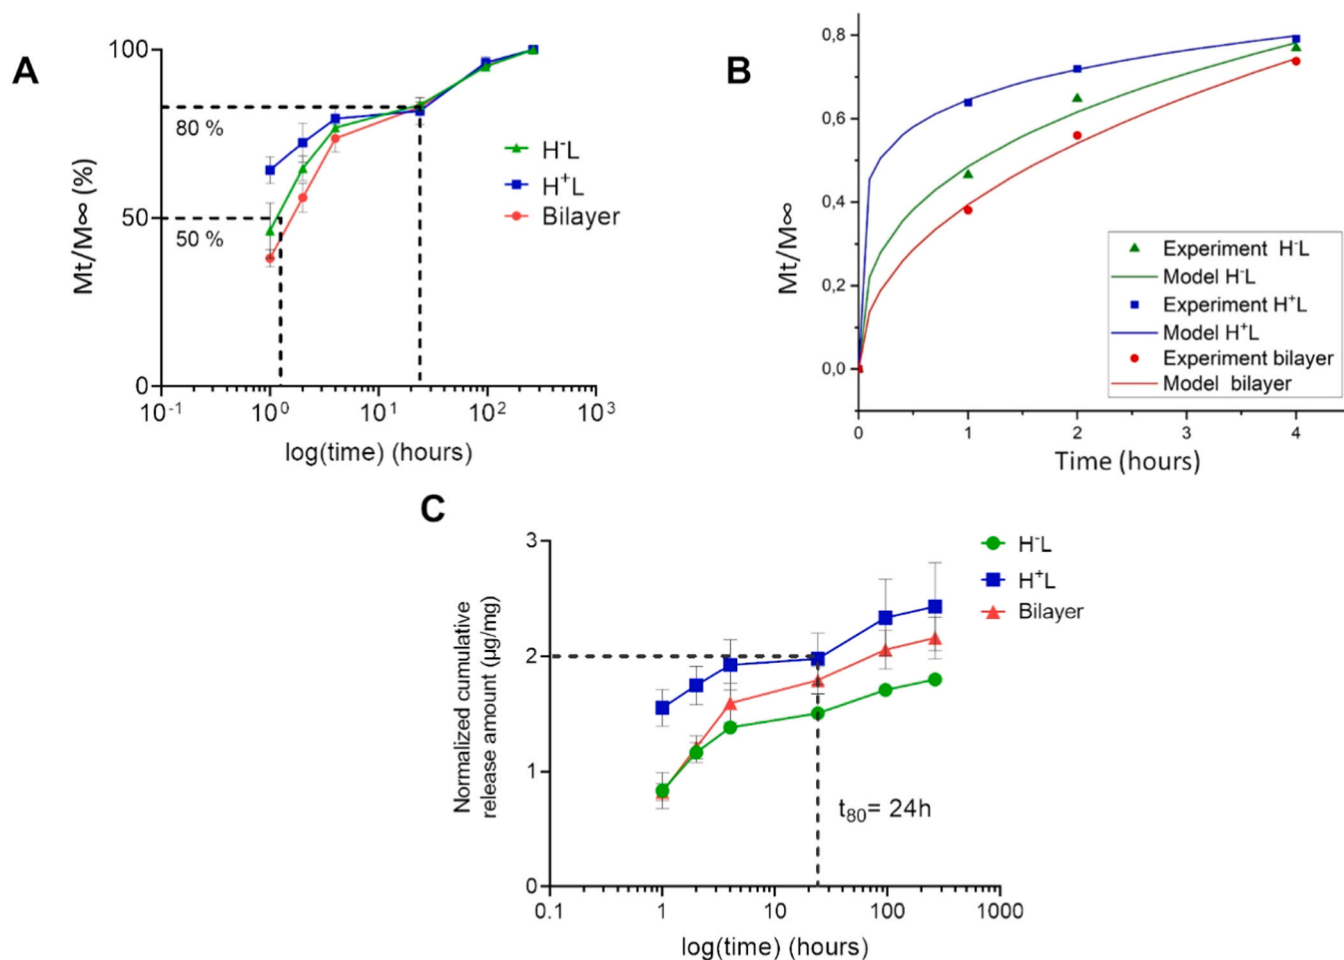 A
100
80 %
50
50 %
0
Mt/M∞ (%)
10⁻¹
10⁰
10¹
10²
10³
log(time) (hours)
H⁻L
H⁺L
Bilayer
B
0,8
0,6
0,4
0,2
0,0
Mt/M∞
0
1
2
3
4
Time (hours)
Experiment H⁻L
Model H⁻L
Experiment H⁺L
Model H⁺L
Experiment bilayer
Model bilayer
C
3
2
1
0
Normalized cumulative
release amount (µg/mg)
0.1
1
10
100
1000
log(time) (hours)
t₈₀= 24h
H⁻L
H⁺L
Bilayer